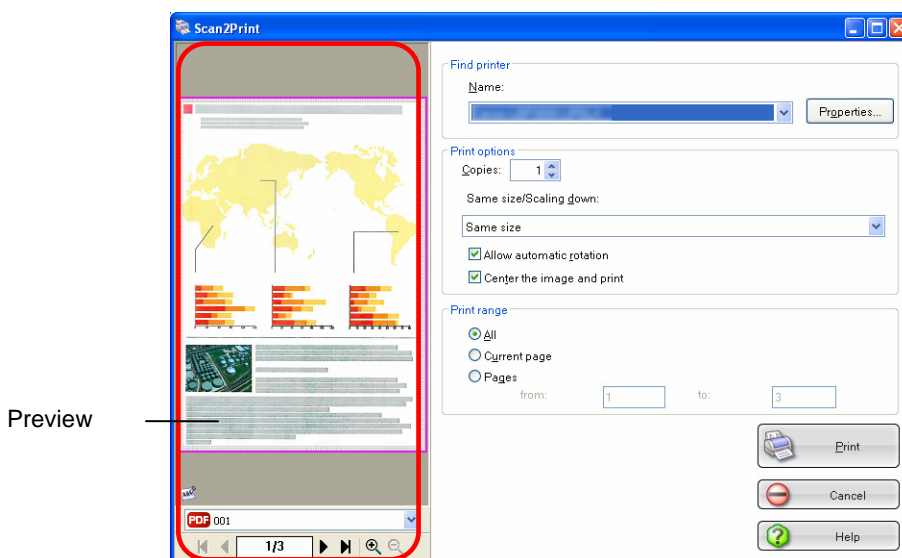 Scan2Print
Find printer
Name:
Properties...
Print options
Copies:
1
Same size/Scaling down:
Same size
Allow automatic rotation
Center the image and print
Print range
All
Current page
Pages
from:
1
to:
3
Preview
Print
PDF 001
Cancel
1/3
Help